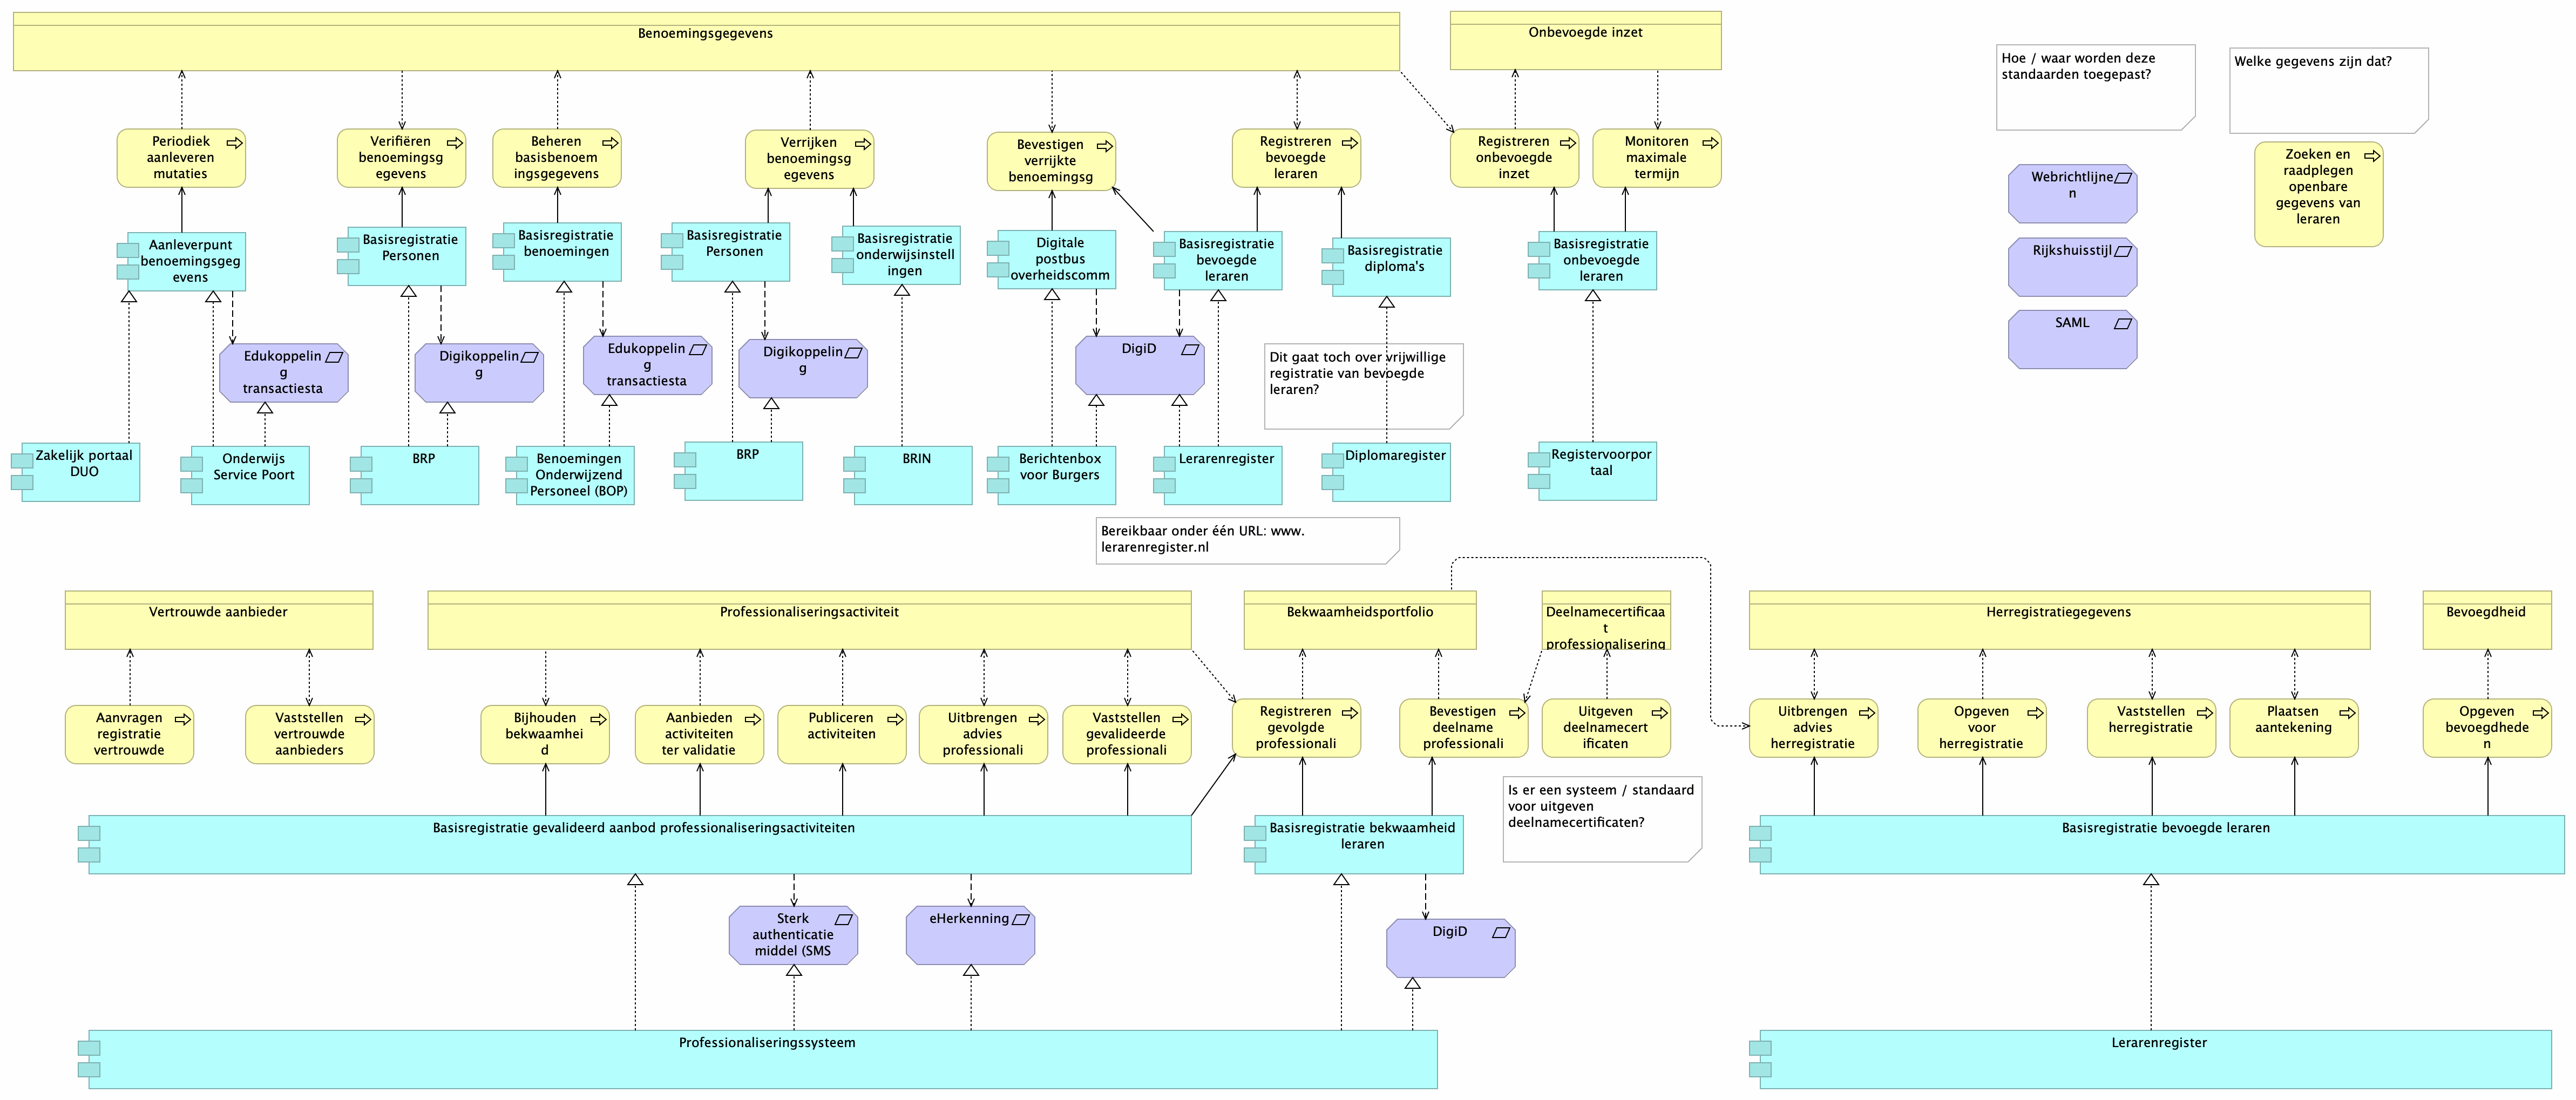 Benoemingsgegevens
Onbevoegde inzet
Hoe / waar worden deze
standaarden toegepast?
Welke gegevens zijn dat?
Periodiek
aanleveren
mutaties
Verifiëren
benoemingsg
egevens
Beheren
basisbenoem
ingsgegevens
Verrijken
benoemingsg
egevens
Bevestigen
verrijkte
benoemingsg
Registreren
bevoegde
leraren
Registreren
onbevoegde
inzet
Monitoren
maximale
termijn
Zoeken en
raadplegen
openbare
gegevens van
leraren
Webrichtlijne
n
Rijkshuisstijl
SAML
Aanleverpunt
benoemingsgeg
evens
Basisregistratie
Personen
Basisregistratie
benoemingen
Basisregistratie
Personen
Basisregistratie
onderwijsinstell
ingen
Digitale
postbus
overheidscomm
Basisregistratie
bevoegde
leraren
Basisregistratie
diploma's
Basisregistratie
onbevoegde
leraren
Edukoppelin
g
transactiesta
Digikoppelin
g
Edukoppelin
g
transactiesta
Digikoppelin
g
DigiD
Dit gaat toch over vrijwillige
registratie van bevoegde
leraren?
Zakelijk portaal
DUO
Onderwijs
Service Poort
BRP
Benoemingen
Onderwijzend
Personeel (BOP)
BRP
BRIN
Berichtenbox
voor Burgers
Lerarenregister
Diplomaregister
Registervoorpor
taal
Bereikbaar onder één URL: www.
lerarenregister.nl
Vertrouwde aanbieder
Professionaliseringsactiviteit
Bekwaamheidsportfolio
Deelnamecertificaa
t
professionalisering
Herregistratiegegevens
Bevoegdheid
Aanvragen
registratie
vertrouwde
Vaststellen
vertrouwde
aanbieders
Bijhouden
bekwaamhei
d
Aanbieden
activiteiten
ter validatie
Publiceren
activiteiten
Uitbrengen
advies
professionali
Vaststellen
gevalideerde
professionali
Registreren
gevolgde
professionali
Bevestigen
deelname
professionali
Uitgeven
deelnamecert
ificaten
Uitbrengen
advies
herregistratie
Opgeven
voor
herregistratie
Vaststellen
herregistratie
Plaatsen
aantekening
Opgeven
bevoegdhede
n
Is er een systeem / standaard
voor uitgeven
deelnamecertificaten?
Basisregistratie gevalideerd aanbod professionaliseringsactiviteiten
Basisregistratie bekwaamheid
leraren
Basisregistratie bevoegde leraren
Sterk
authenticatie
middel (SMS
eHerkenning
DigiD
Professionaliseringssysteem
Lerarenregister